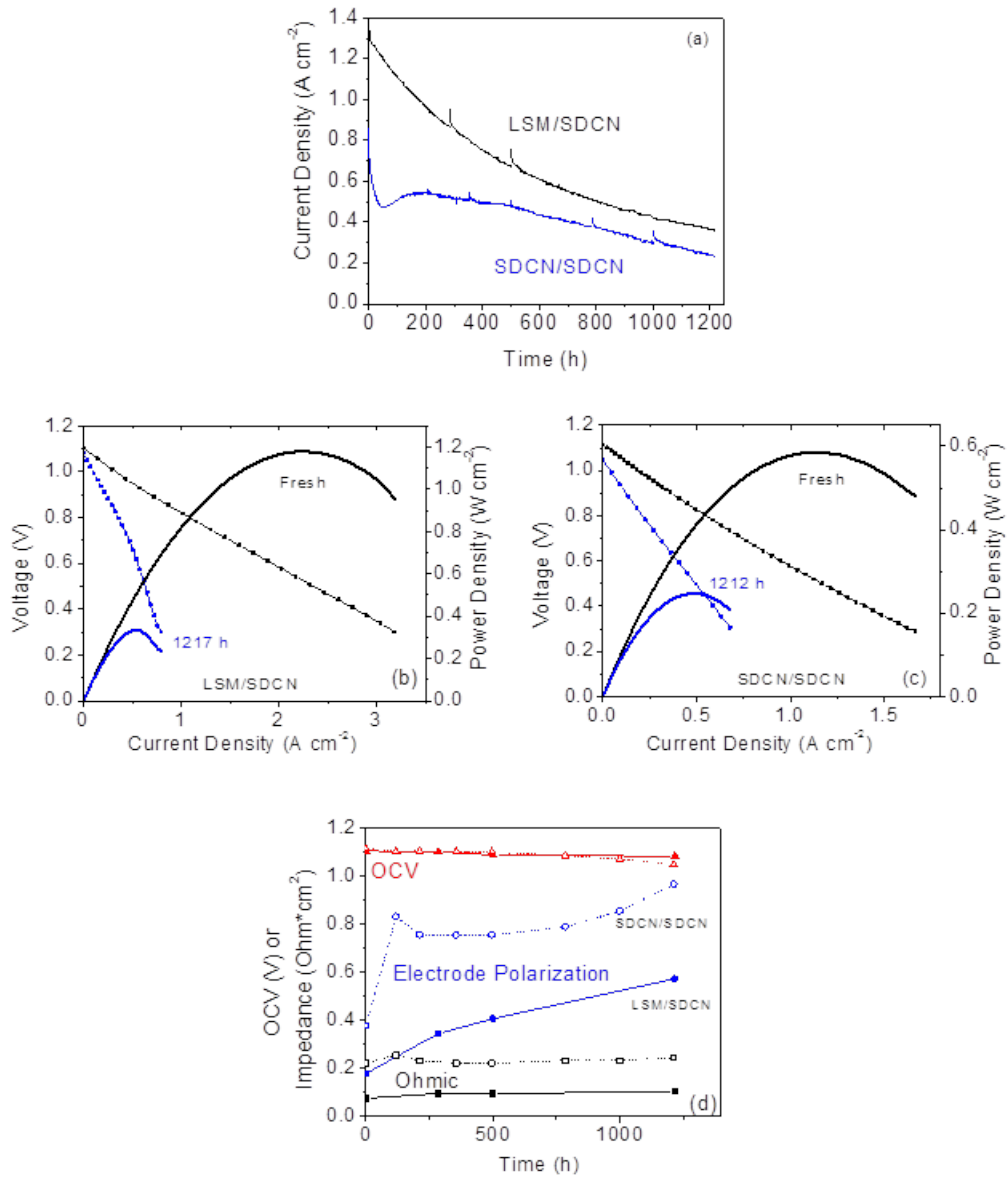 (a)
1.4
1.2
1.0
0.8
0.6
0.4
0.2
0.0
Current Density (A cm⁻²)
LSM/SDCN
SDCN/SDCN
0 200 400 600 800 1000 1200
Time (h)
1.2
1.0
0.8
0.6
0.4
0.2
0.0
Voltage (V)
Fresh
1217 h
LSM/SDCN
(b)
1.2
1.0
0.8
0.6
0.4
0.2
0.0
Power Density (W cm⁻²)
0 1 2 3
Current Density (A cm⁻²)
1.2
1.0
0.8
0.6
0.4
0.2
0.0
Voltage (V)
Fresh
1212 h
SDCN/SDCN
(c)
0.6
0.4
0.2
0.0
Power Density (W cm⁻²)
0.0 0.5 1.0 1.5
Current Density (A cm⁻²)
1.2
1.0
0.8
0.6
0.4
0.2
0.0
OCV (V) or
Impedance (Ohm*cm²)
OCV
SDCN/SDCN
Electrode Polarization
LSM/SDCN
Ohmic
(d)
0 500 1000
Time (h)